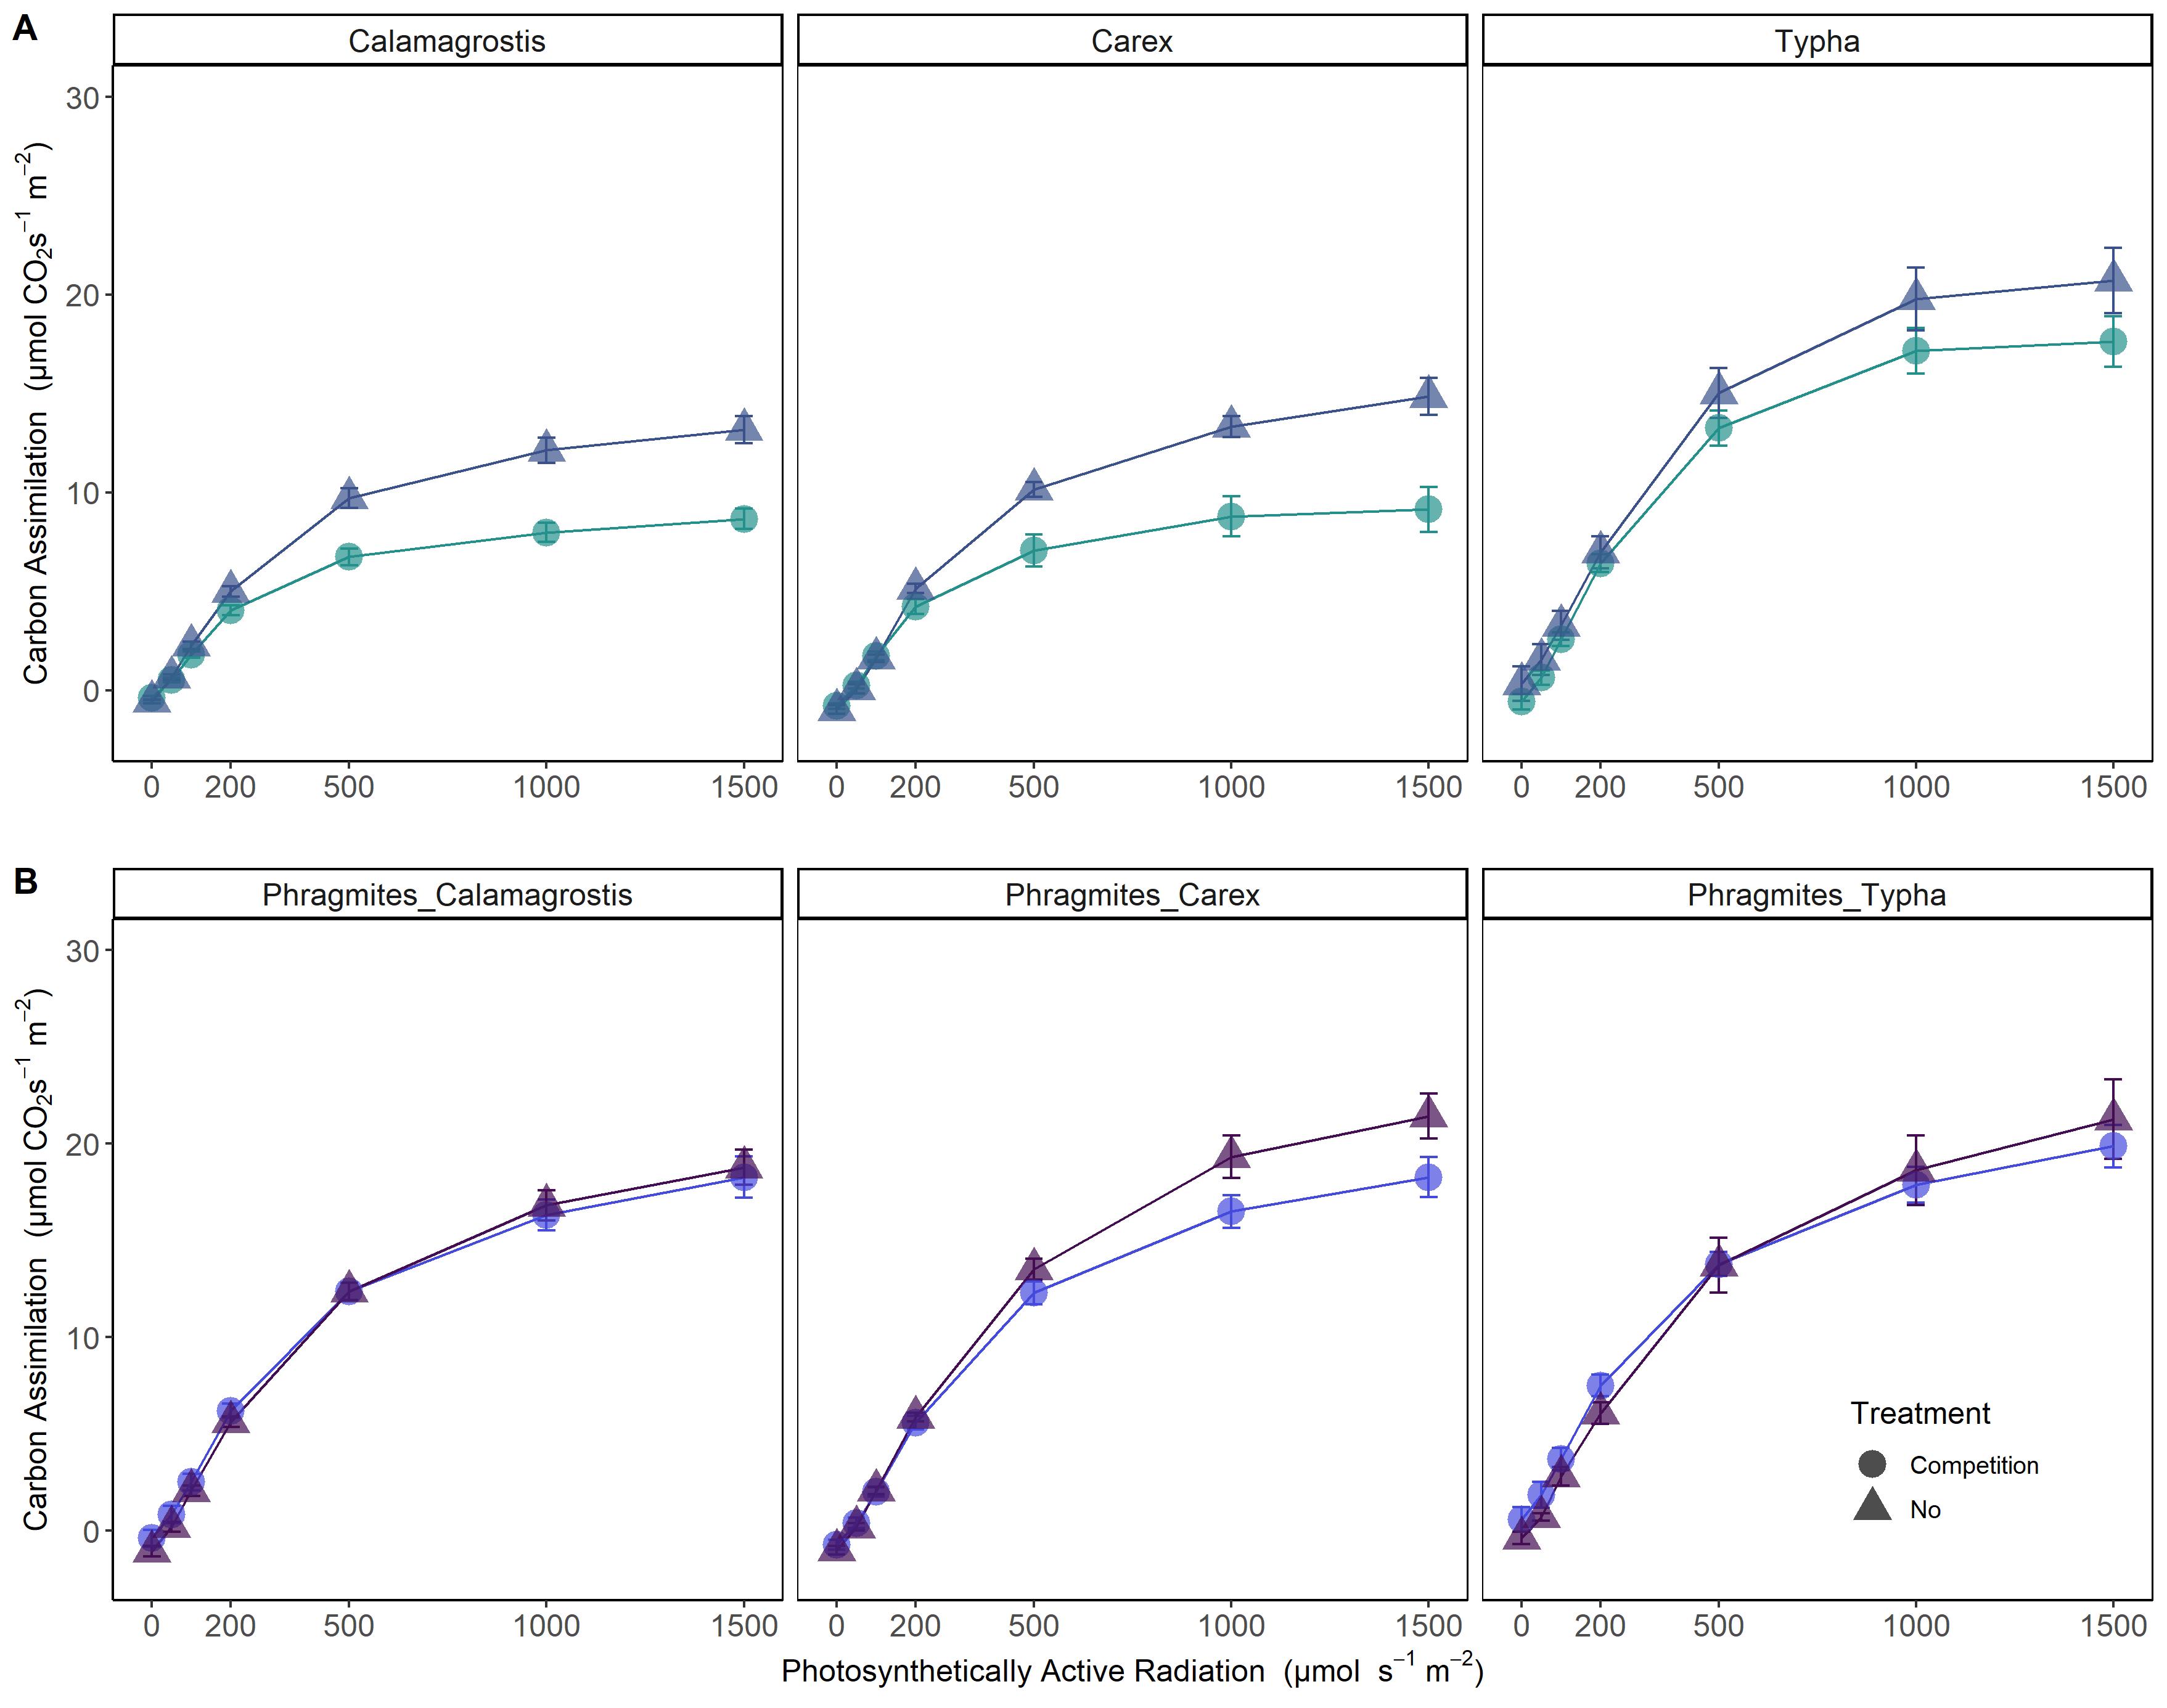 A
Calamagrostis
Carex
Typha
30
20
10
0
Carbon Assimilation (µmol CO₂s⁻¹ m⁻²)
0 200 500 1000 1500
0 200 500 1000 1500
0 200 500 1000 1500
B
Phragmites_Calamagrostis
Phragmites_Carex
Phragmites_Typha
30
20
10
0
Carbon Assimilation (µmol CO₂s⁻¹ m⁻²)
Treatment
Competition
No
0 200 500 1000 1500
0 200 500 1000 1500
0 200 500 1000 1500
Photosynthetically Active Radiation (µmol s⁻¹ m⁻²)